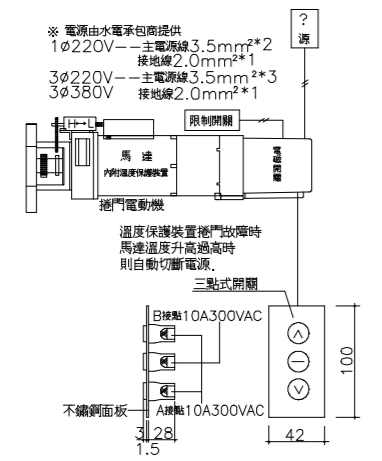 ※ 電源由水電承包商提供
1ø220V——主電源線3.5mm²*2
接地線2.0mm²*1
3ø220V——主電源線3.5mm²*3
3ø380V 接地線2.0mm²*1
?
源
H
L
限制開關
馬達
內附溫度保護裝置
電磁開關
捲門電動機
溫度保護裝置捲門故障時
馬達溫度升高過高時
則自動切斷電源.
三點式開關
B接點10A300VAC
不鏽鋼面板
A接點10A300VAC
3 28
1.5
42
100